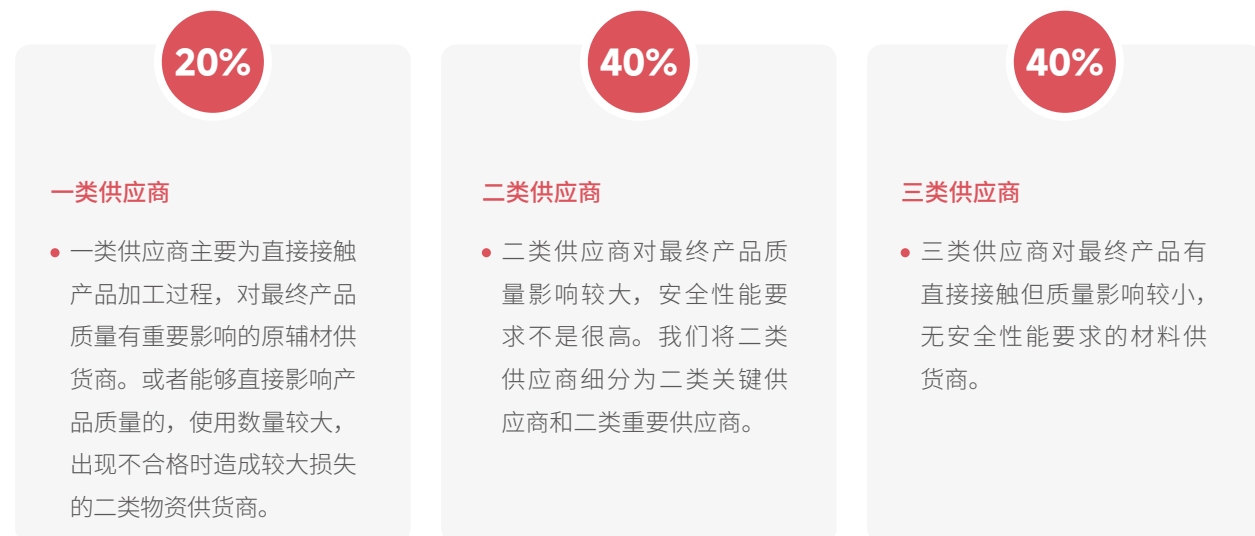 20%
一类供应商
一类供应商主要为直接接触
产品加工过程，对最终产品
质量有重要影响的原辅材供
货商。或者能够直接影响产
品质量的，使用数量较大，
出现不合格时造成较大损失
的二类物资供货商。
40%
二类供应商
二类供应商对最终产品质
量影响较大，安全性能要
求不是很高。我们将二类
供应商细分为二类关键供
应商和二类重要供应商。
40%
三类供应商
三类供应商对最终产品有
直接接触但质量影响较小，
无安全性能要求的材料供
货商。